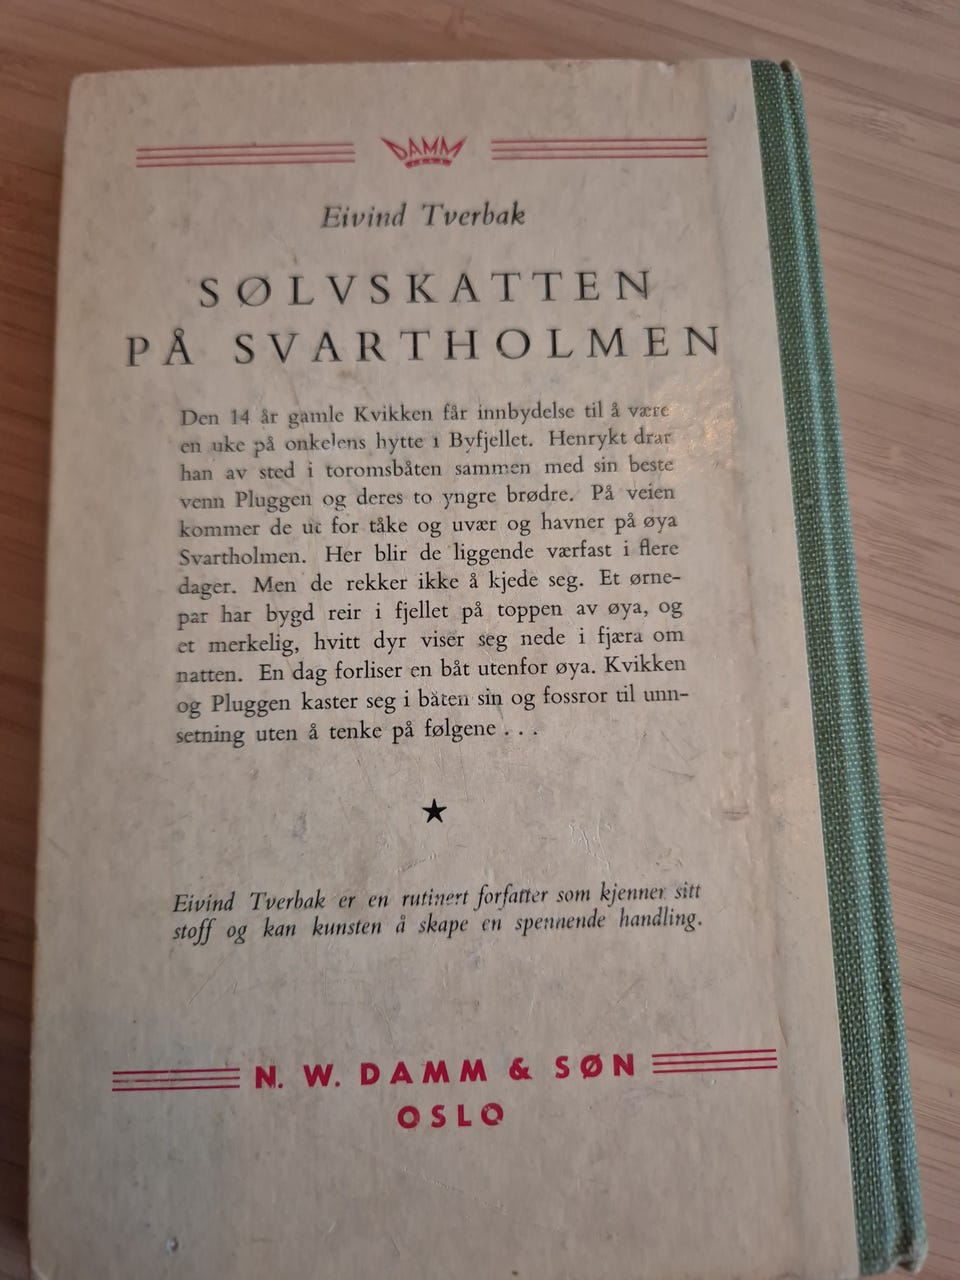 DAMM
Eivind Tverbak
SØLVSKATTEN
PÅ SVARTHOLMEN
Den 14 år gamle Kvikken får innbydelse til å være
en uke på onkelens hytte i Byfjellet. Henrykt drar
han av sted i toromsbåten sammen med sin beste
venn Pluggen og deres to yngre brødre. På veien
kommer de ut for tåke og uvær og havner på øya
Svartholmen. Her blir de liggende værfast i flere
dager. Men de rekker ikke å kjede seg. Et ørne-
par har bygd reir i fjellet på toppen av øya, og
et merkelig, hvitt dyr viser seg nede i fjæra om
natten. En dag forliser en båt utenfor øya. Kvikken
og Pluggen kaster seg i båten sin og fossror til unn-
setning uten å tenke på følgene . . .
Eivind Tverbak er en rutinert forfatter som kjenner sitt
stoff og kan kunsten å skape en spennende handling.
N. W. DAMM & SØN
OSLO